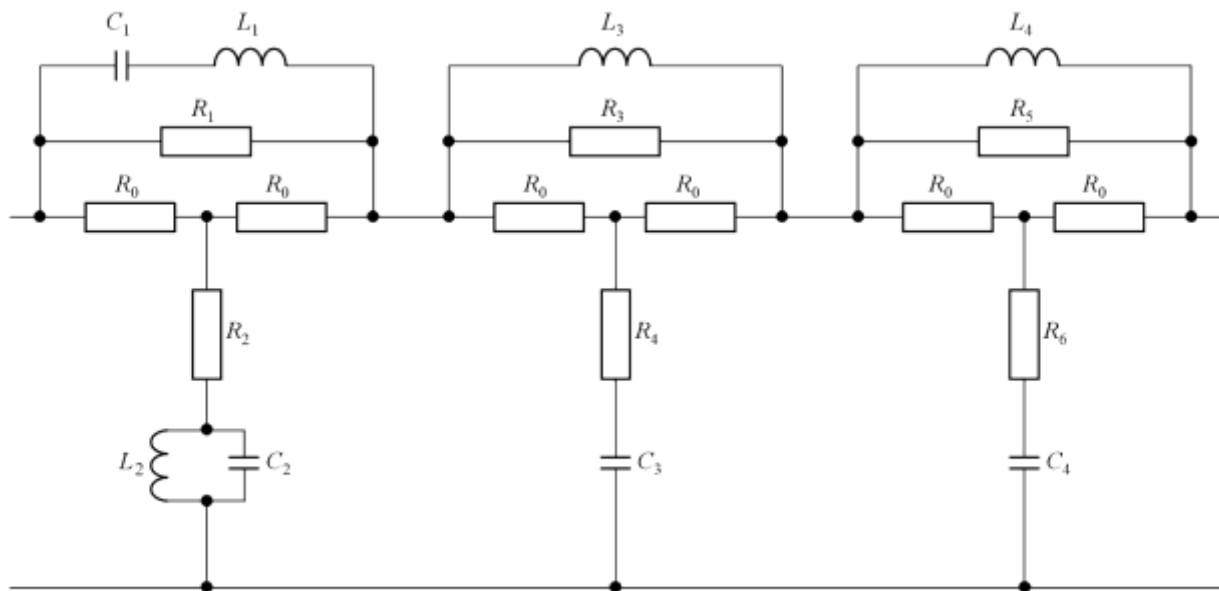 C₁ L₁ L₃ L₄
R₁ R₃ R₅
R₀ R₀ R₀ R₀ R₀ R₀
R₂ R₄ R₆
L₂ C₂ C₃ C₄